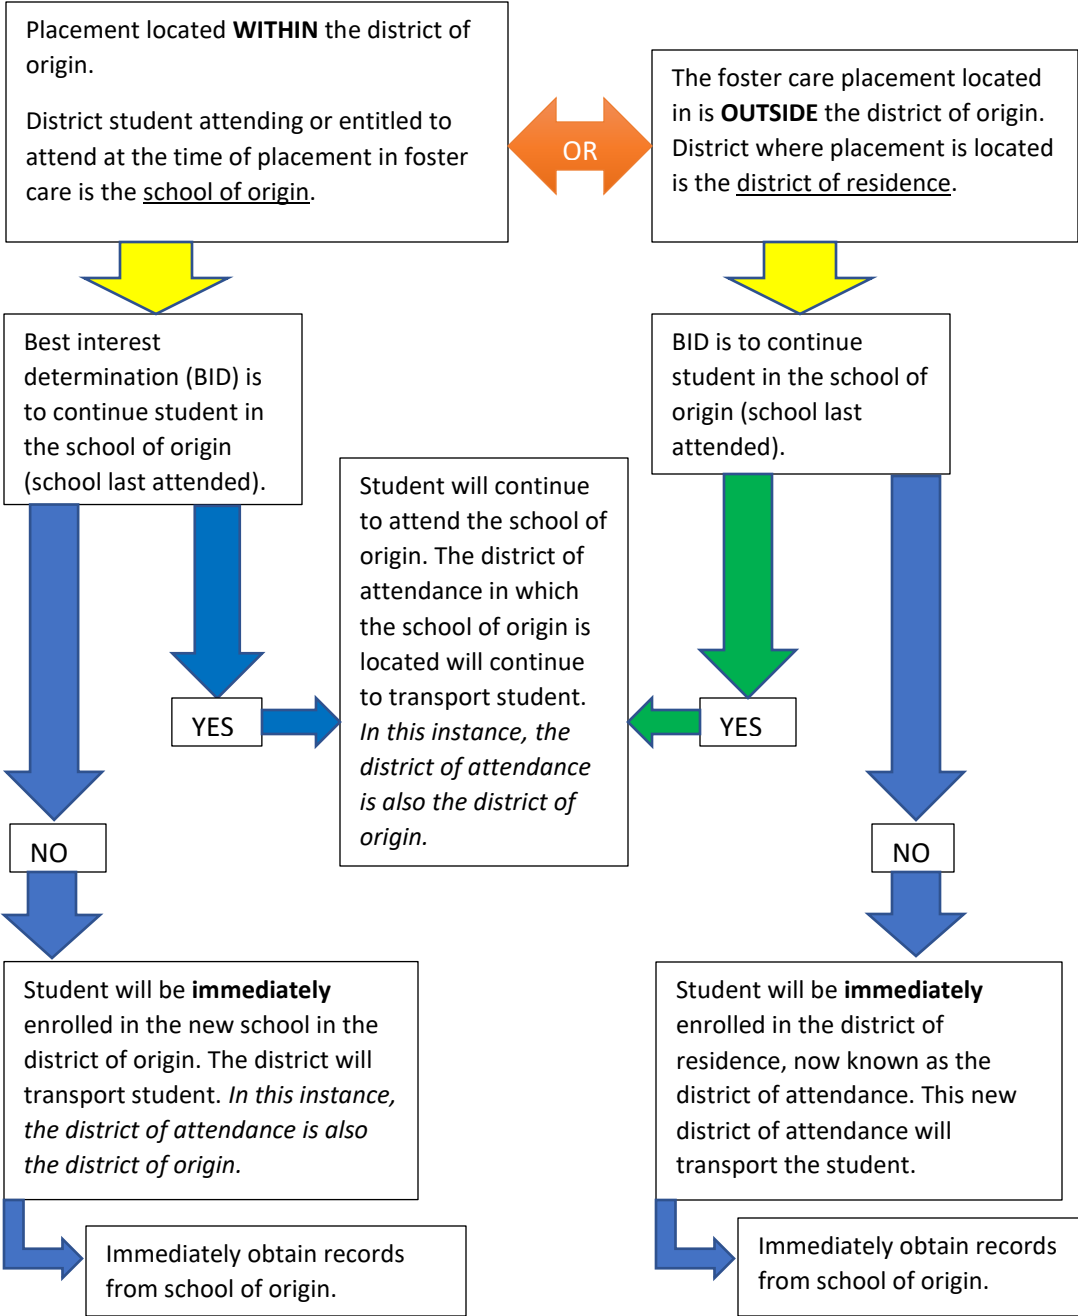 Placement located WITHIN the district of
origin.
District student attending or entitled to
attend at the time of placement in foster
care is the school of origin.
OR
The foster care placement located
in is OUTSIDE the district of origin.
District where placement is located
is the district of residence.
Best interest
determination (BID) is
to continue student in
the school of origin
(school last attended).
BID is to continue
student in the school of
origin (school last
attended).
Student will continue
to attend the school of
origin. The district of
attendance in which
the school of origin is
located will continue
to transport student.
In this instance, the
district of attendance
is also the district of
origin.
YES
YES
NO
NO
Student will be immediately
enrolled in the new school in the
district of origin. The district will
transport student. In this instance,
the district of attendance is also
the district of origin.
Student will be immediately
enrolled in the district of
residence, now known as the
district of attendance. This new
district of attendance will
transport the student.
Immediately obtain records
from school of origin.
Immediately obtain records
from school of origin.